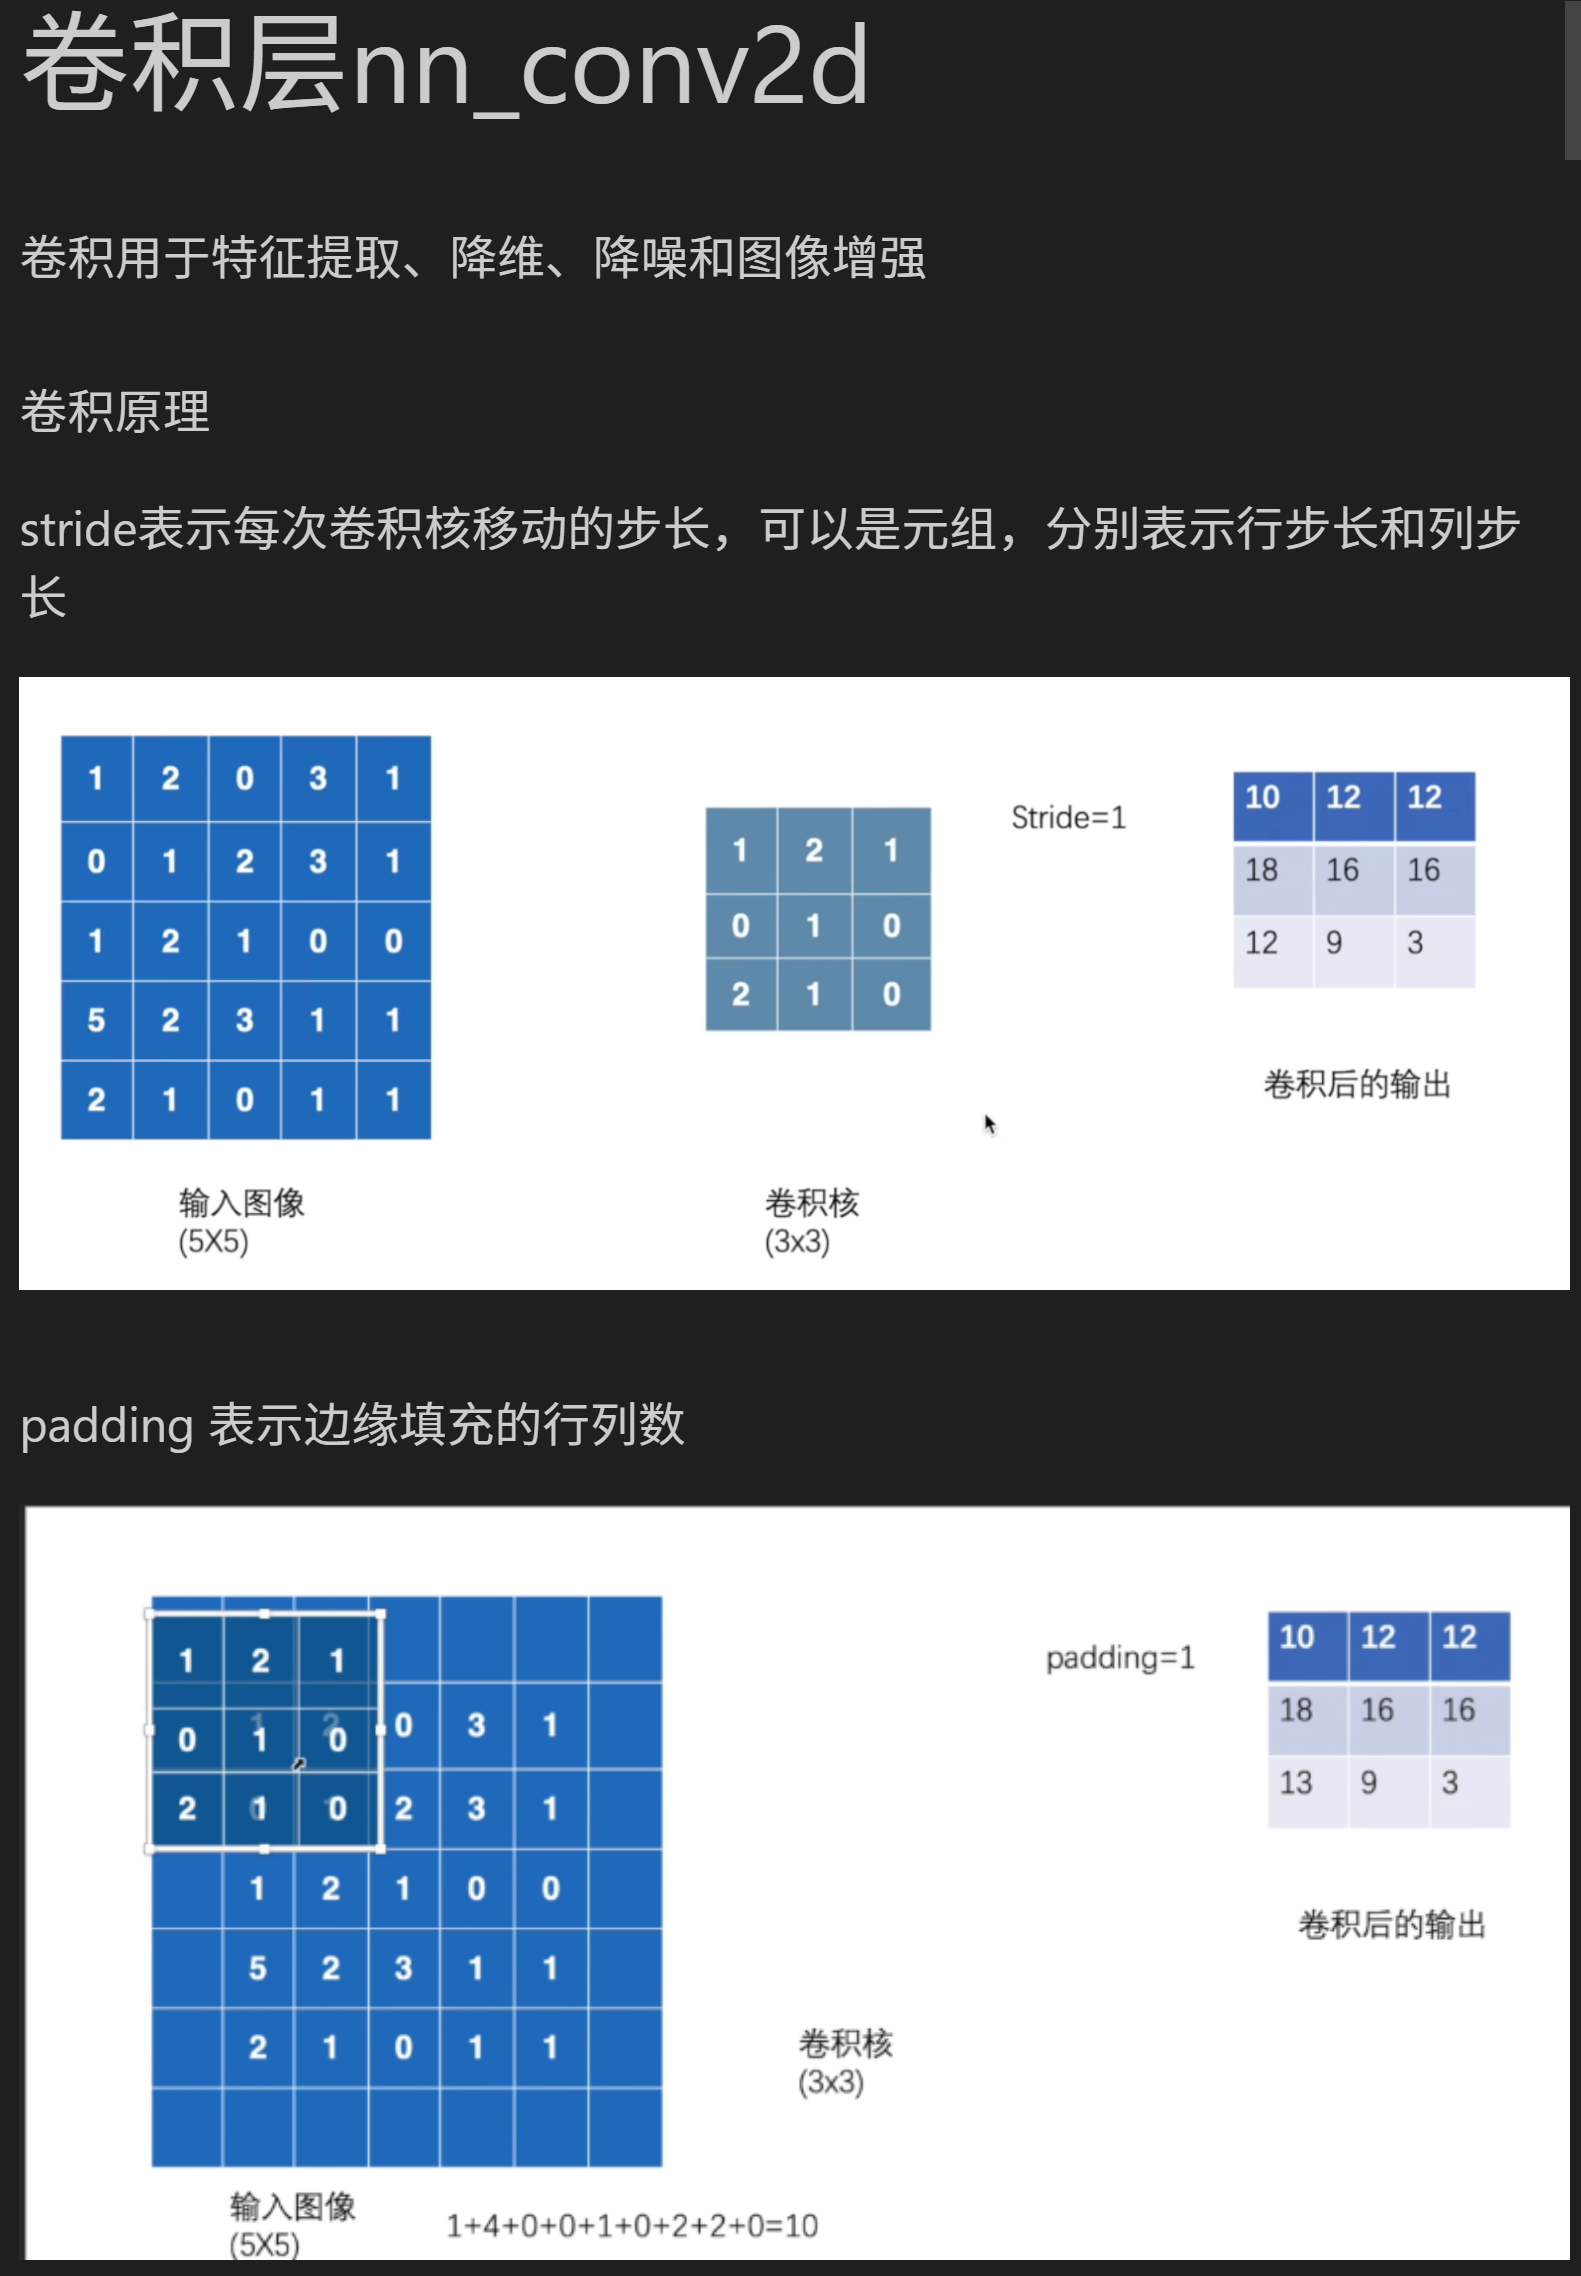 卷积层nn_conv2d
卷积用于特征提取、降维、降噪和图像增强
卷积原理
stride表示每次卷积核移动的步长，可以是元组，分别表示行步长和列步
长
1 2 0 3 1
0 1 2 3 1
1 2 1 0 0
5 2 3 1 1
2 1 0 1 1
输入图像
(5X5)
1 2 1
0 1 0
2 1 0
卷积核
(3x3)
Stride=1
10 12 12
18 16 16
12 9 3
卷积后的输出
padding 表示边缘填充的行列数
1 2 1
0 1 0 0 3 1
2 1 0 2 3 1
1 2 1 0 0
5 2 3 1 1
2 1 0 1 1
输入图像
(5X5)
1+4+0+0+1+0+2+2+0=10
卷积核
(3x3)
padding=1
10 12 12
18 16 16
13 9 3
卷积后的输出